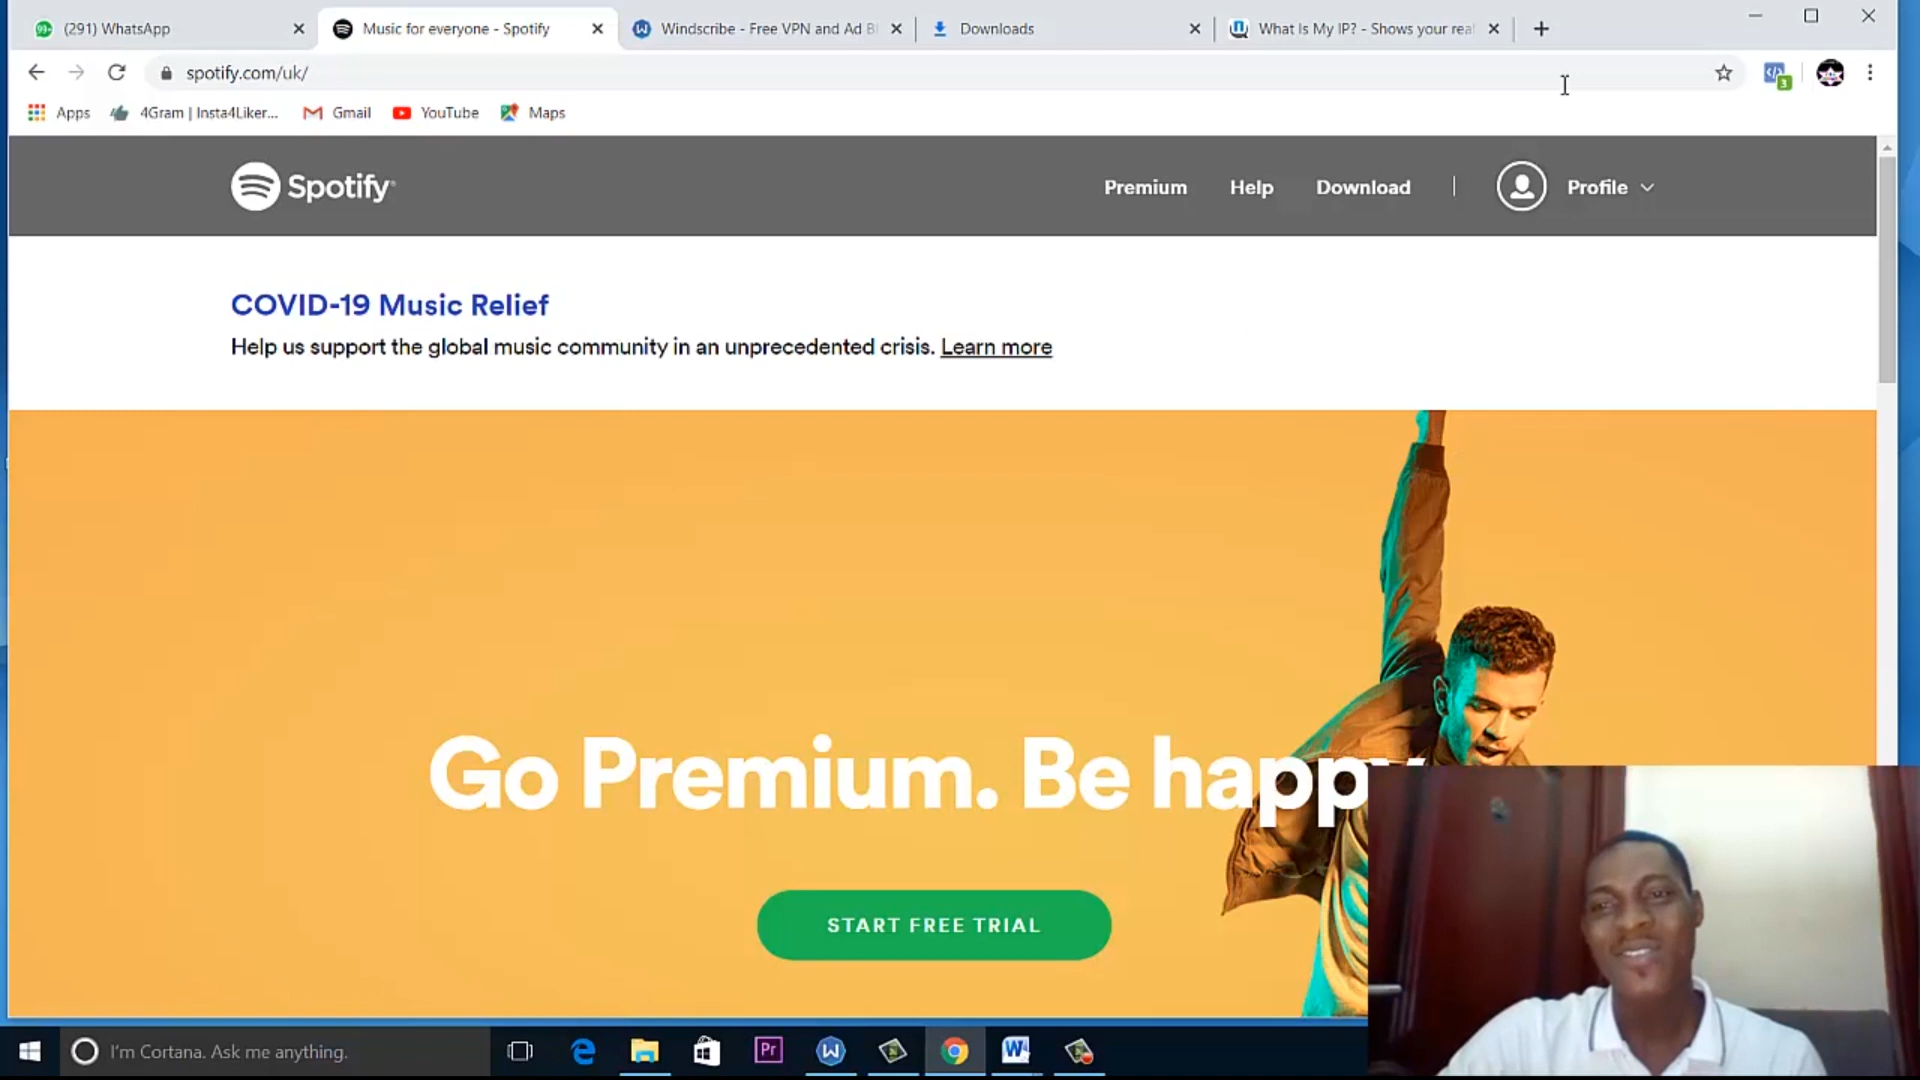 (291) WhatsApp
Music for everyone - Spotify
Windscribe - Free VPN and Ad Bl
Downloads
What Is My IP? - Shows your real
spotify.com/uk/
3
Apps
4Gram | Insta4Liker...
Gmail
YouTube
Maps
Spotify
Premium
Help
Download
Profile
COVID-19 Music Relief
Help us support the global music community in an unprecedented crisis. Learn more
Go Premium. Be happy
START FREE TRIAL
I'm Cortana. Ask me anything.
Pr